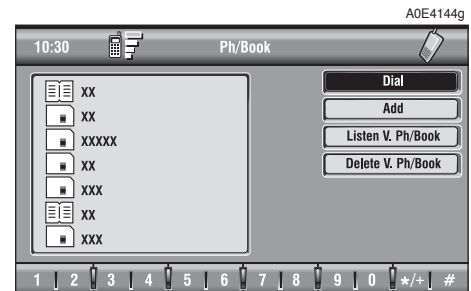 A0E4144g
10:30 Ph/Book
xx
xx
xxxxx
xx
xxx
xx
xxx
Dial
Add
Listen V. Ph/Book
Delete V. Ph/Book
1 2 3 4 5 6 7 8 9 0 */+ #